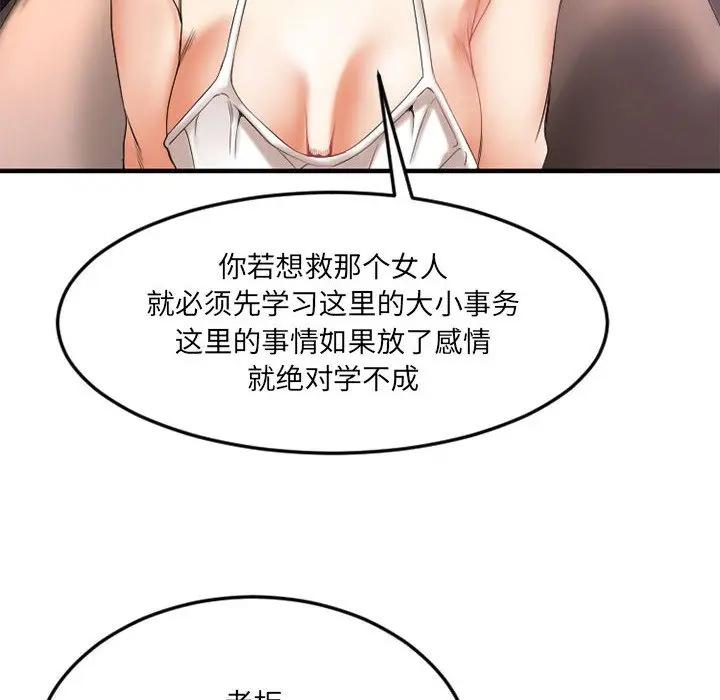 你若想救那个女人
就必须先学习这里的大小事务
这里的事情如果放了感情
就绝对学不成
老板